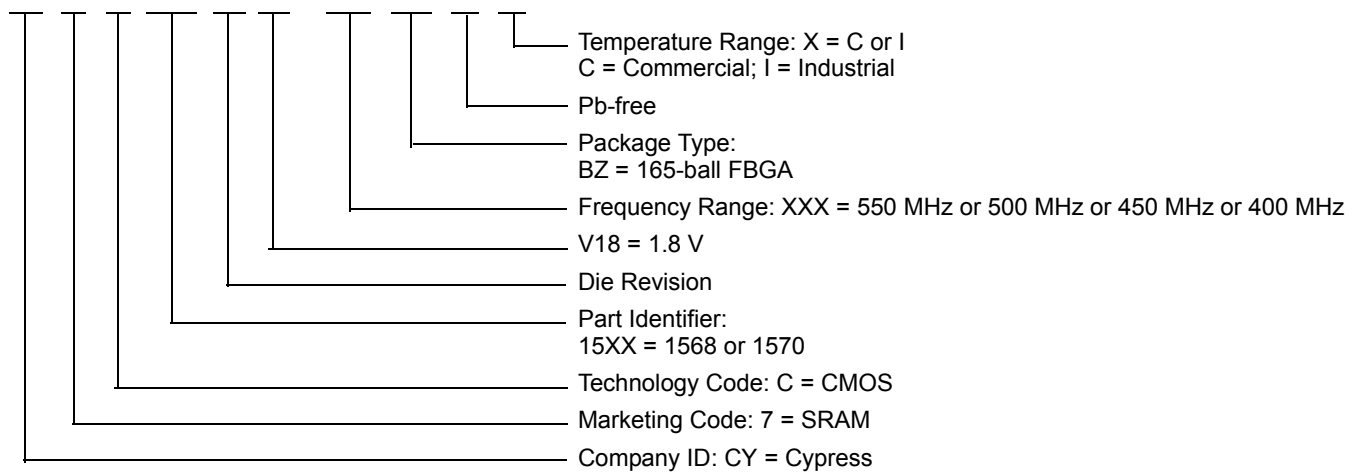 Temperature Range: X = C or I
C = Commercial; I = Industrial
Pb-free
Package Type:
BZ = 165-ball FBGA
Frequency Range: XXX = 550 MHz or 500 MHz or 450 MHz or 400 MHz
V18 = 1.8 V
Die Revision
Part Identifier:
15XX = 1568 or 1570
Technology Code: C = CMOS
Marketing Code: 7 = SRAM
Company ID: CY = Cypress